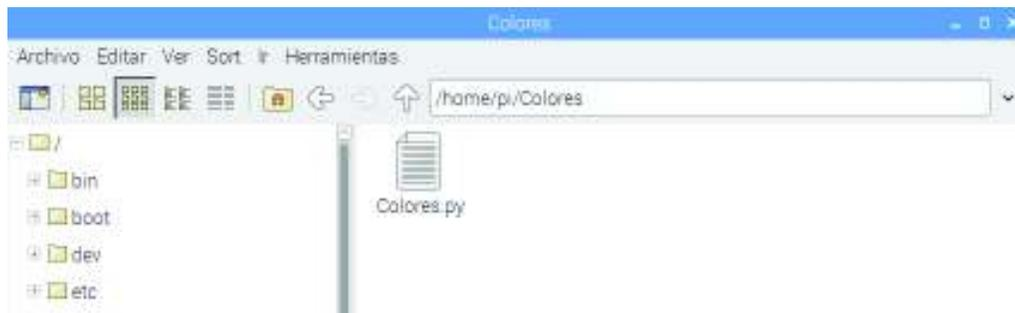 Colores
Archivo Editar Ver Sort Ir Herramientas
/home/pi/Colores
/
bin
boot
dev
etc
Colores.py